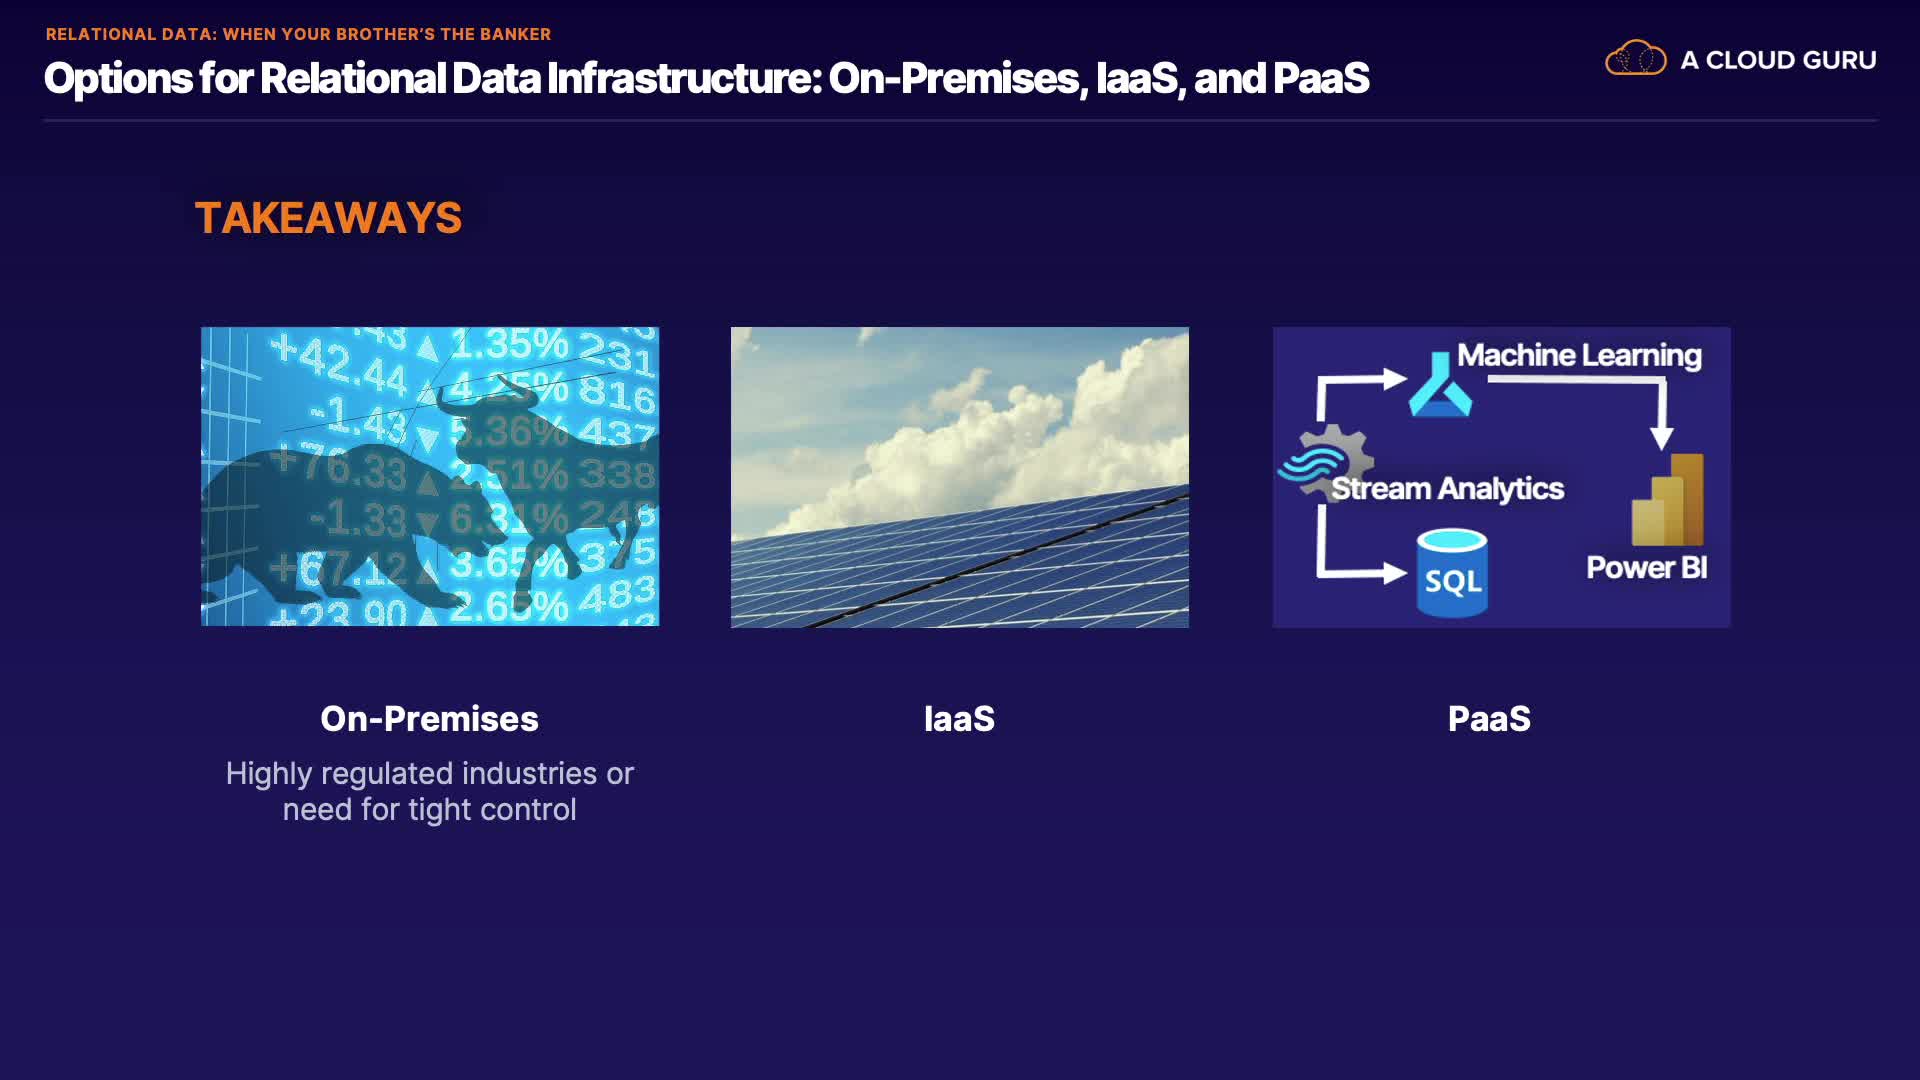 RELATIONAL DATA: WHEN YOUR BROTHER'S THE BANKER
Options for Relational Data Infrastructure: On-Premises, IaaS, and PaaS
A CLOUD GURU
TAKEAWAYS
1.35% 231
+42.44 ▲ 4.25% 816
-1.43 ▼ 5.36% 437
+76.33 ▲ 2.51% 338
-1.33 ▼ 6.31% 248
+67.12 ▲ 3.65% 375
+23.90 ▲ 2.65% 483
Machine Learning
Stream Analytics
SQL
Power BI
On-Premises
Highly regulated industries or
need for tight control
IaaS
PaaS